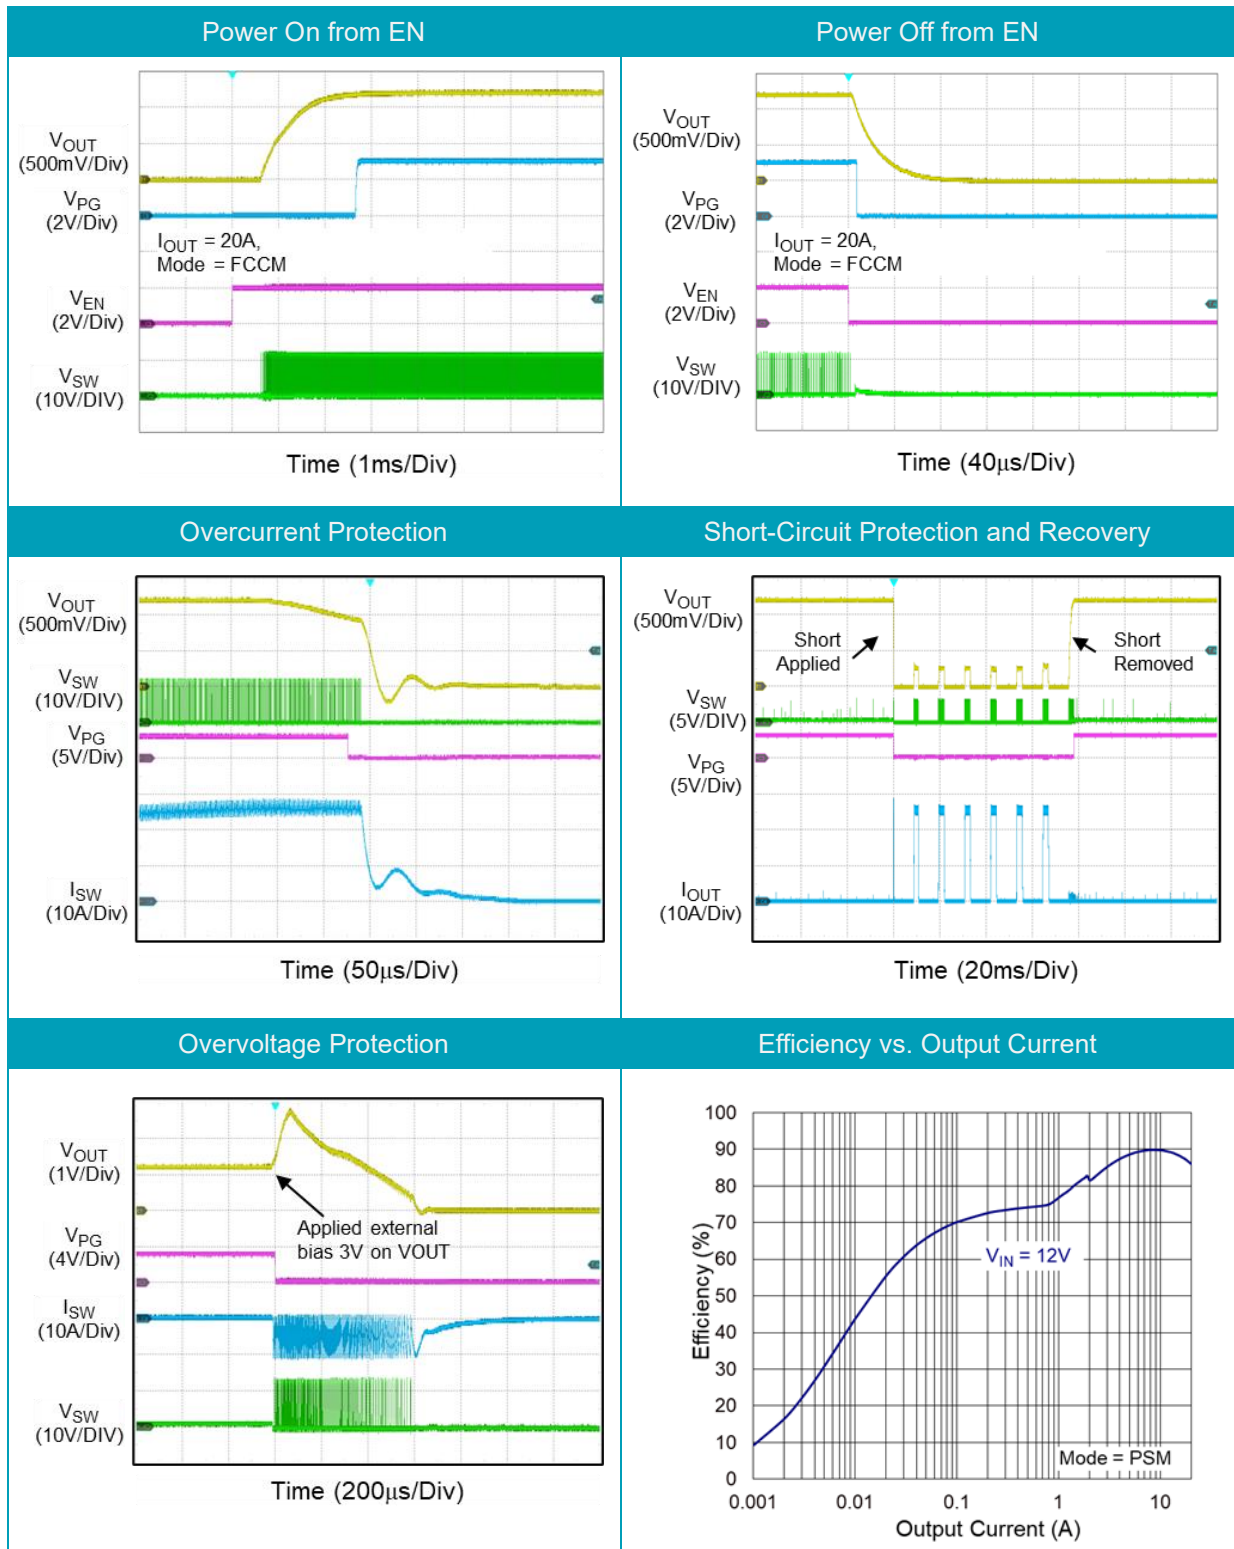 Power On from EN
Power Off from EN
VOUT
(500mV/Div)
VPG
(2V/Div)
IOUT = 20A,
Mode = FCCM
VEN
(2V/Div)
VSW
(10V/DIV)
Time (1ms/Div)
VOUT
(500mV/Div)
VPG
(2V/Div)
IOUT = 20A,
Mode = FCCM
VEN
(2V/Div)
VSW
(10V/DIV)
Time (40μs/Div)
Overcurrent Protection
Short-Circuit Protection and Recovery
VOUT
(500mV/Div)
VSW
(10V/DIV)
VPG
(5V/Div)
ISW
(10A/Div)
Time (50μs/Div)
VOUT
(500mV/Div)
Short
Applied
Short
Removed
VSW
(5V/DIV)
VPG
(5V/Div)
IOUT
(10A/Div)
Time (20ms/Div)
Overvoltage Protection
Efficiency vs. Output Current
VOUT
(1V/Div)
Applied external
bias 3V on VOUT
VPG
(4V/Div)
ISW
(10A/Div)
VSW
(10V/DIV)
Time (200μs/Div)
100
90
80
70
60
50
40
30
20
10
0
Efficiency (%)
VIN = 12V
Mode = PSM
0.001 0.01 0.1 1 10
Output Current (A)